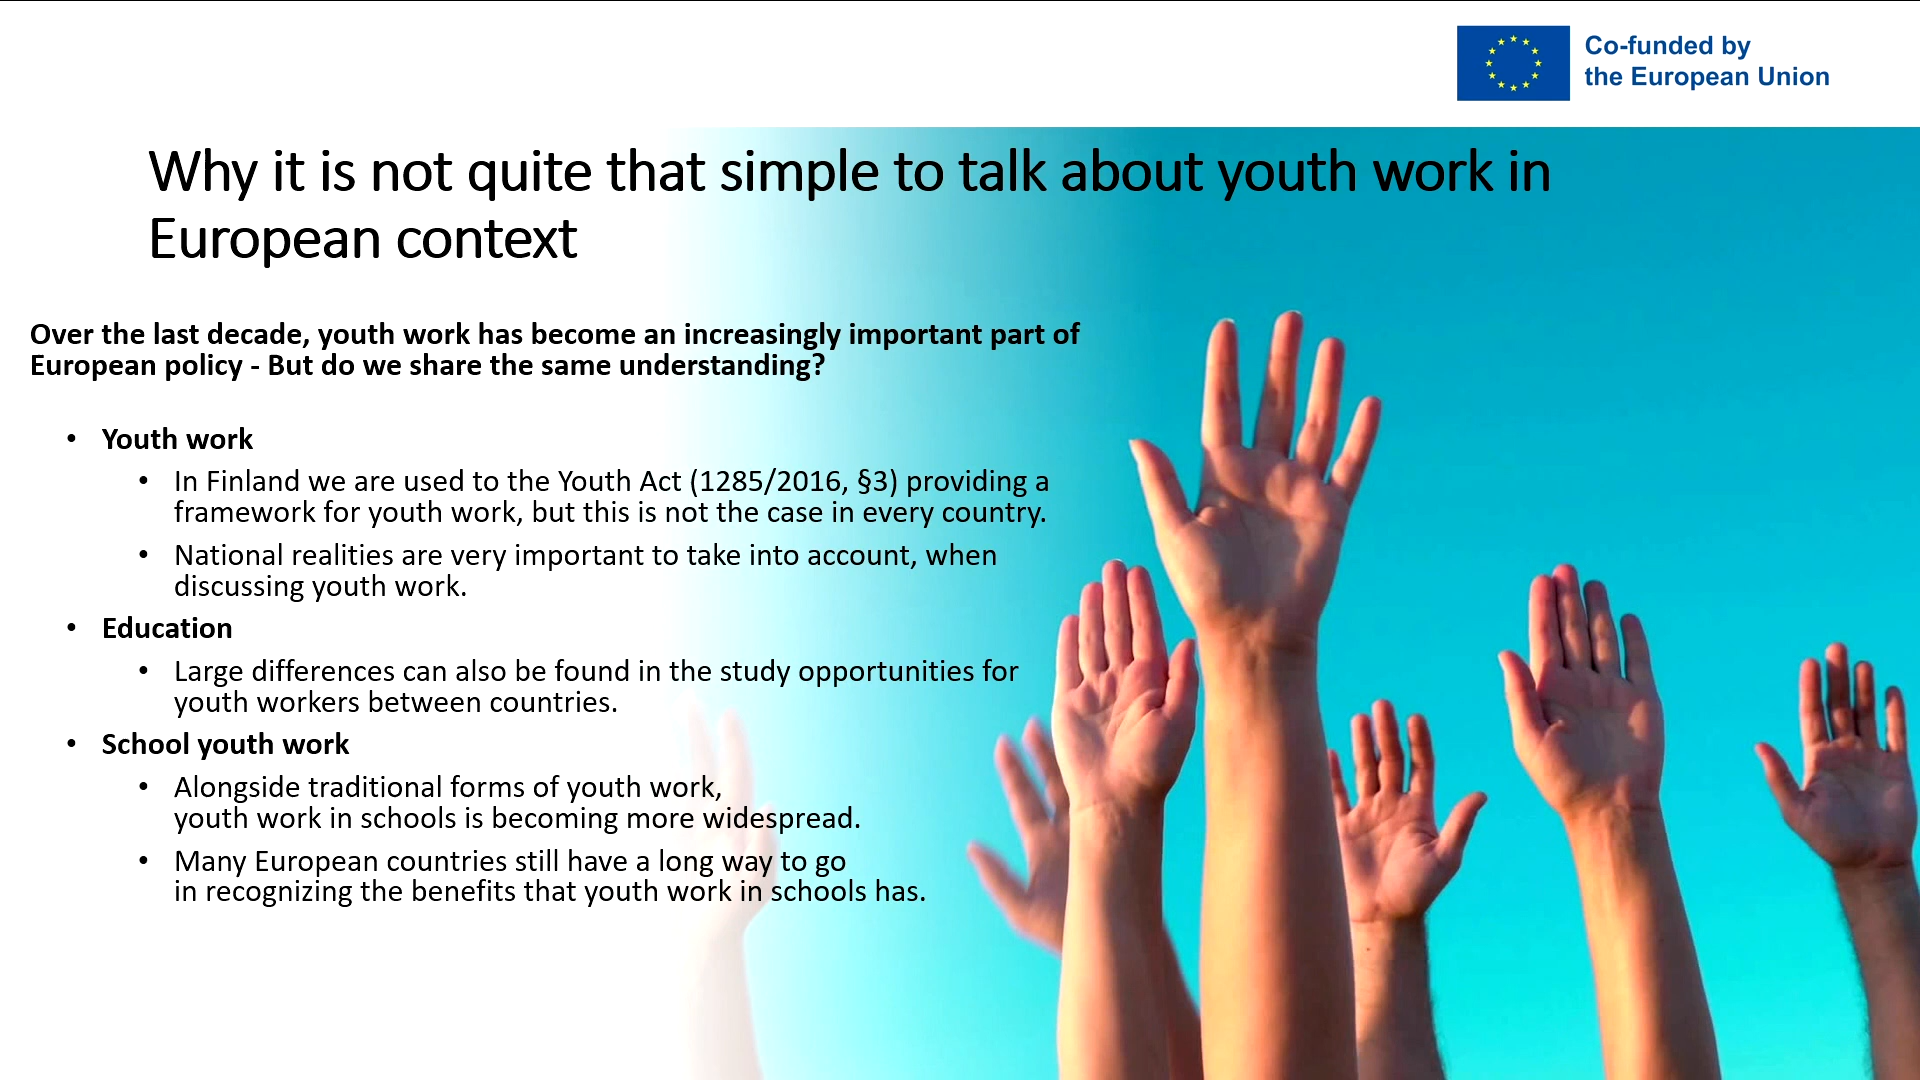 Co-funded by
the European Union
Why it is not quite that simple to talk about youth work in
European context
Over the last decade, youth work has become an increasingly important part of
European policy - But do we share the same understanding?
• Youth work
• In Finland we are used to the Youth Act (1285/2016, §3) providing a
framework for youth work, but this is not the case in every country.
• National realities are very important to take into account, when
discussing youth work.
• Education
• Large differences can also be found in the study opportunities for
youth workers between countries.
• School youth work
• Alongside traditional forms of youth work,
youth work in schools is becoming more widespread.
• Many European countries still have a long way to go
in recognizing the benefits that youth work in schools has.